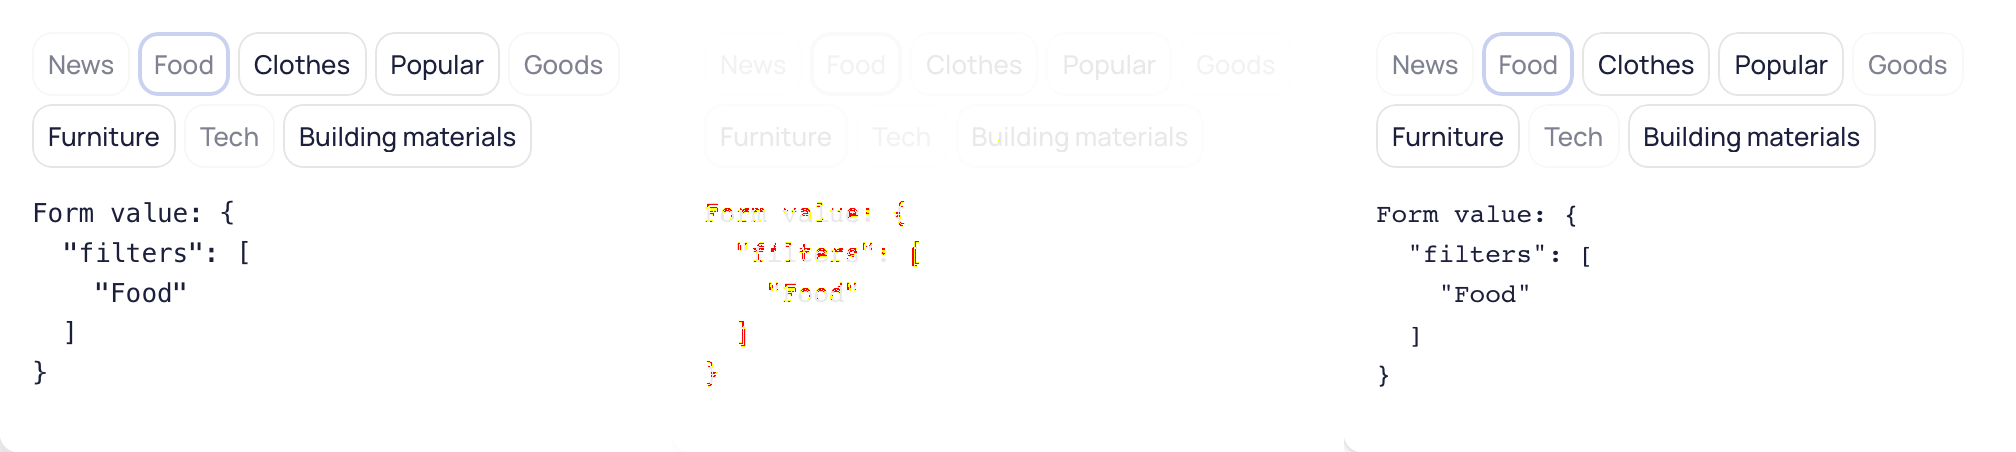 News Food Clothes Popular Goods
Furniture Tech Building materials
Form value: {
"filters": [
"Food"
]
}
News Food Clothes Popular Goods
Furniture Tech Building materials
Form value: {
"filters": [
"Food"
]
}
News Food Clothes Popular Goods
Furniture Tech Building materials
Form value: {
"filters": [
"Food"
]
}